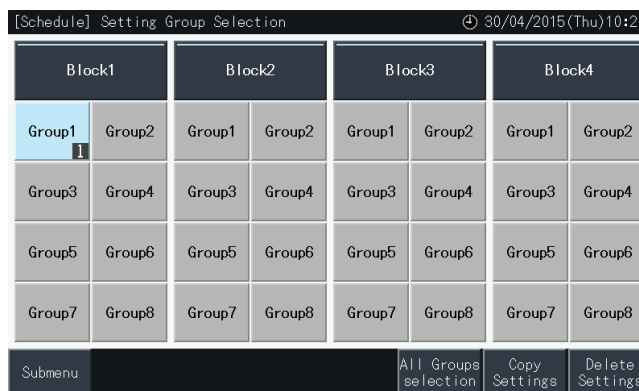 [Schedule] Setting Group Selection 30/04/2015(Thu)10:2
Block1 Block2 Block3 Block4
Group1 Group2 Group1 Group2 Group1 Group2 Group1 Group2
1
Group3 Group4 Group3 Group4 Group3 Group4 Group3 Group4
Group5 Group6 Group5 Group6 Group5 Group6 Group5 Group6
Group7 Group8 Group7 Group8 Group7 Group8 Group7 Group8
Submenu
All Groups
selection
Copy
Settings
Delete
Settings